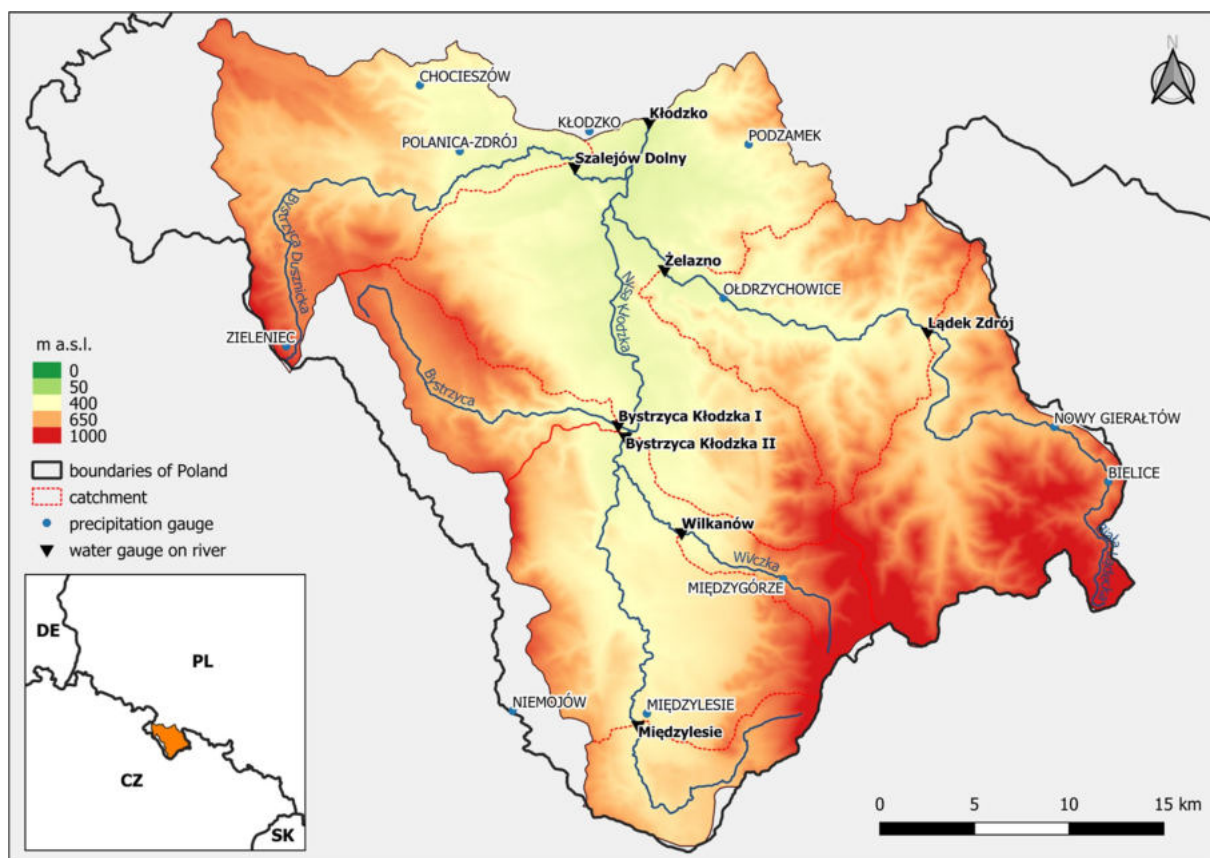 N
CHOCIESZÓW
KŁODZKO
Kłodzko
POLANICA-ZDRÓJ
PODZAMEK
Szalejów Dolny
Bystrzyca Dusznicka
Żelazno
Nysa Kłodzka
OŁDRZYCHOWICE
ZIELENIEC
Lądek Zdrój
m a.s.l.
0
50
400
650
1000
Bystrzyca
Bystrzyca Kłodzka I
NOWY GIERAŁTÓW
Bystrzyca Kłodzka II
boundaries of Poland
BIELICE
catchment
precipitation gauge
Wilkanów
water gauge on river
Wilczka
Biała
MIĘDZYGÓRZE
DE
PL
NIEMOJÓW
MIĘDZYLESIE
Międzylesie
CZ
SK
0 5 10 15 km